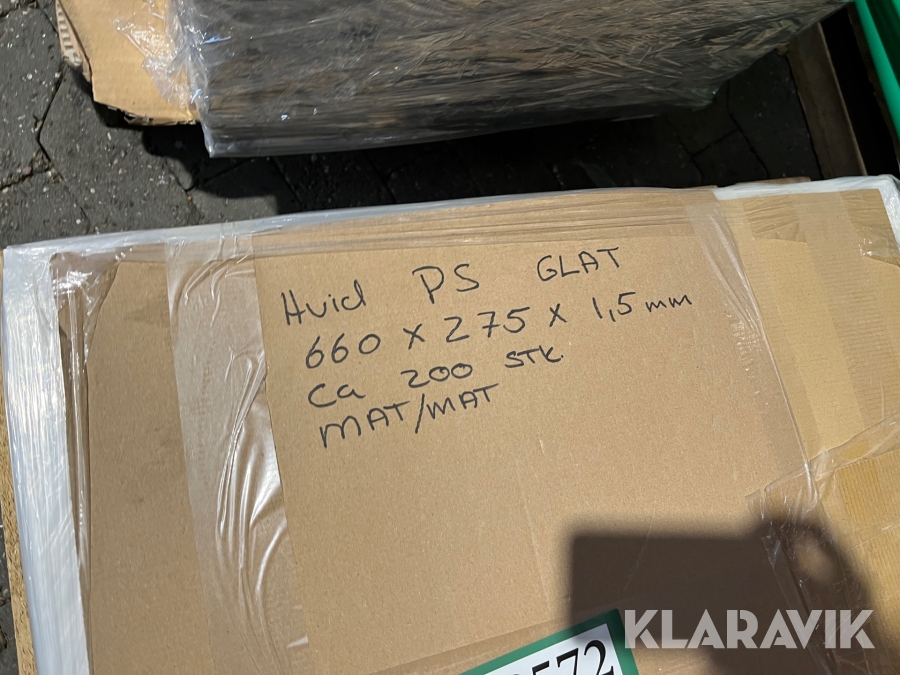 Hvid PS GLAT
660 x 275 x 1,5 mm
Ca 200 STK.
MAT/MAT
KLARAVIK